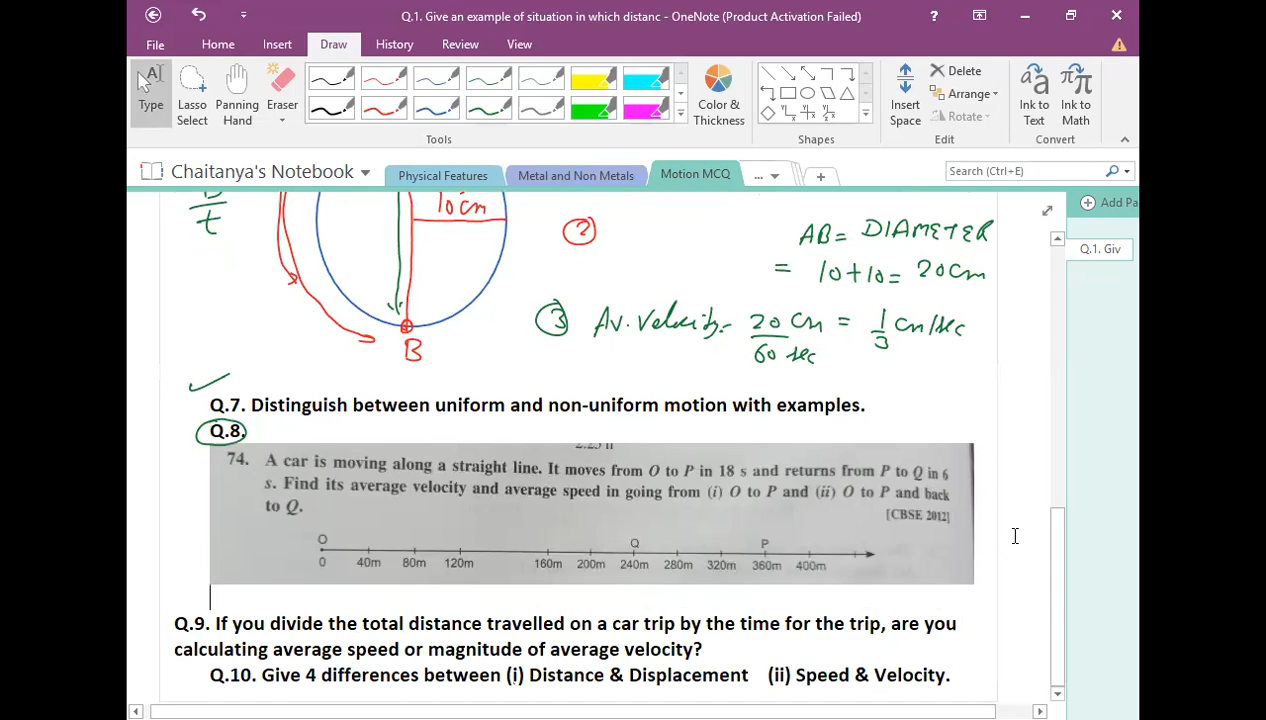 Q.1. Give an example of situation in which distanc - OneNote (Product Activation Failed)
File Home Insert Draw History Review View
Type
Lasso Select
Panning Hand
Eraser
Color & Thickness
Insert Space
Delete
Arrange
Rotate
Ink to Text
Ink to Math
Tools
Shapes
Edit
Convert
Chaitanya's Notebook
Physical Features
Metal and Non Metals
Motion MCQ
...
Search (Ctrl+E)
Add Pa
Q.1. Giv
t
10cm
2
AB= DIAMETER
= 10+10= 20cm
3 Av. Velocity = 20 cm = 1 cm/sec
60 sec 3
B
Q.7. Distinguish between uniform and non-uniform motion with examples.
Q.8.
74. A car is moving along a straight line. It moves from O to P in 18 s and returns from P to Q in 6
s. Find its average velocity and average speed in going from (i) O to P and (ii) O to P and back
to Q.
[CBSE 2012]
O Q P
0 40m 80m 120m 160m 200m 240m 280m 320m 360m 400m
Q.9. If you divide the total distance travelled on a car trip by the time for the trip, are you
calculating average speed or magnitude of average velocity?
Q.10. Give 4 differences between (i) Distance & Displacement (ii) Speed & Velocity.